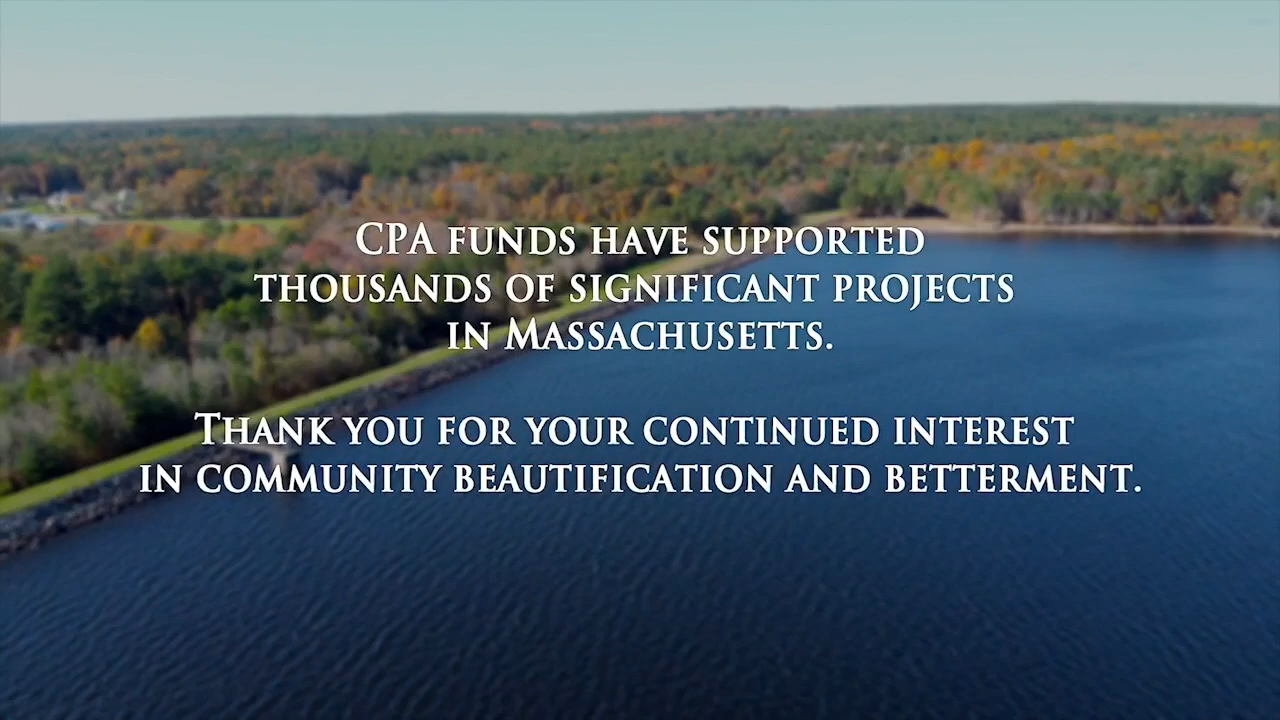 CPA funds have supported
thousands of significant projects
in Massachusetts.
Thank you for your continued interest
in community beautification and betterment.